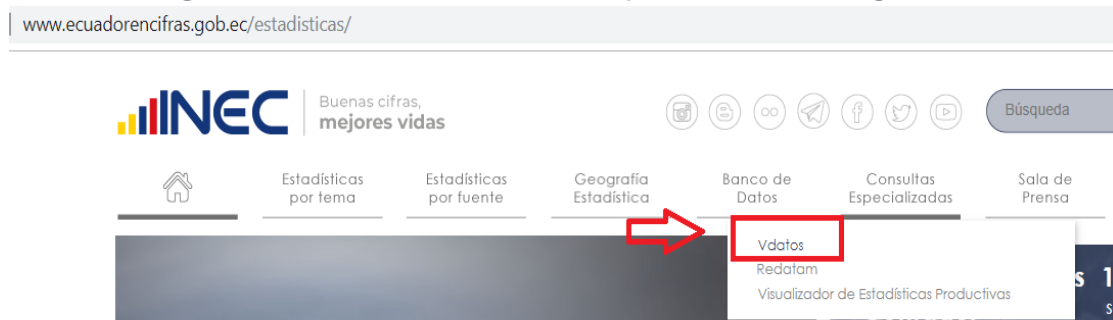 www.ecuadorencifras.gob.ec/estadisticas/
INEC
Buenas cifras,
mejores vidas
Búsqueda
Estadísticas
por tema
Estadísticas
por fuente
Geografía
Estadística
Banco de
Datos
Consultas
Especializadas
Sala de
Prensa
Vdatos
Redatam
Visualizador de Estadísticas Productivas